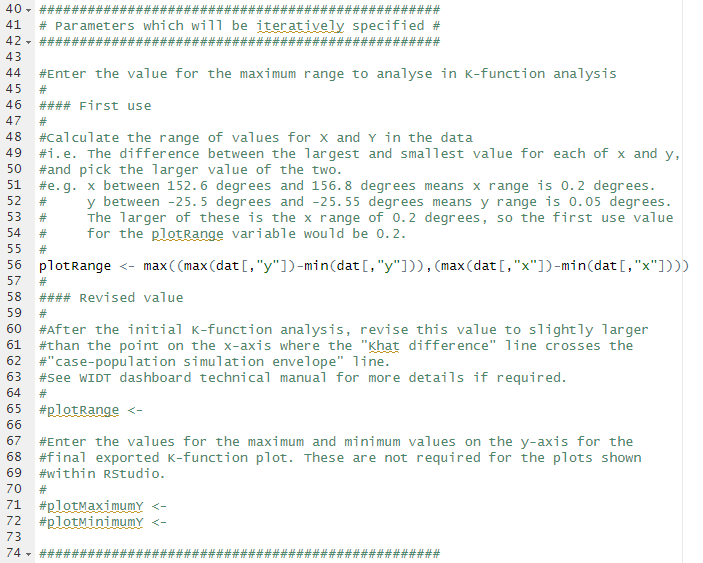 40 ##################################################
41 # Parameters which will be iteratively specified #
42 ##################################################
43
44 #Enter the value for the maximum range to analyse in K-function analysis
45 #
46 #### First use
47 #
48 #Calculate the range of values for X and Y in the data
49 #i.e. The difference between the largest and smallest value for each of x and y,
50 #and pick the larger value of the two.
51 #e.g. x between 152.6 degrees and 156.8 degrees means x range is 0.2 degrees.
52 #     y between -25.5 degrees and -25.55 degrees means y range is 0.05 degrees.
53 #     The larger of these is the x range of 0.2 degrees, so the first use value
54 #     for the plotRange variable would be 0.2.
55 #
56 plotRange <- max((max(dat[,"y"])-min(dat[,"y"])),(max(dat[,"x"])-min(dat[,"x"])))
57 #
58 #### Revised value
59 #
60 #After the initial K-function analysis, revise this value to slightly larger
61 #than the point on the x-axis where the "Khat difference" line crosses the
62 #"case-population simulation envelope" line.
63 #See WIDT dashboard technical manual for more details if required.
64 #
65 #plotRange <-
66
67 #Enter the values for the maximum and minimum values on the y-axis for the
68 #final exported K-function plot. These are not required for the plots shown
69 #within RStudio.
70 #
71 #plotMaximumY <-
72 #plotMinimumY <-
73
74 ##################################################